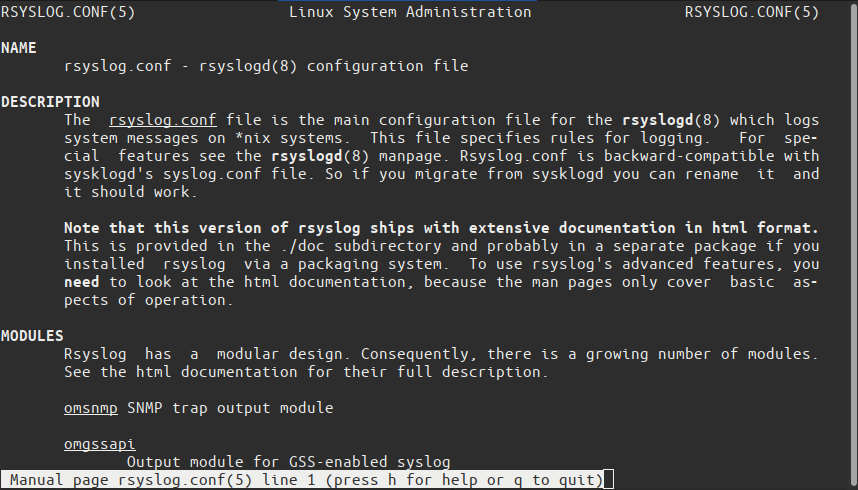 RSYSLOG.CONF(5) Linux System Administration RSYSLOG.CONF(5)
NAME
rsyslog.conf - rsyslogd(8) configuration file
DESCRIPTION
The rsyslog.conf file is the main configuration file for the rsyslogd(8) which logs
system messages on *nix systems. This file specifies rules for logging. For spe-
cial features see the rsyslogd(8) manpage. Rsyslog.conf is backward-compatible with
sysklogd's syslog.conf file. So if you migrate from sysklogd you can rename it and
it should work.
Note that this version of rsyslog ships with extensive documentation in html format.
This is provided in the ./doc subdirectory and probably in a separate package if you
installed rsyslog via a packaging system. To use rsyslog's advanced features, you
need to look at the html documentation, because the man pages only cover basic as-
pects of operation.
MODULES
Rsyslog has a modular design. Consequently, there is a growing number of modules.
See the html documentation for their full description.
omsnmp SNMP trap output module
omgssapi
Output module for GSS-enabled syslog
Manual page rsyslog.conf(5) line 1 (press h for help or q to quit)